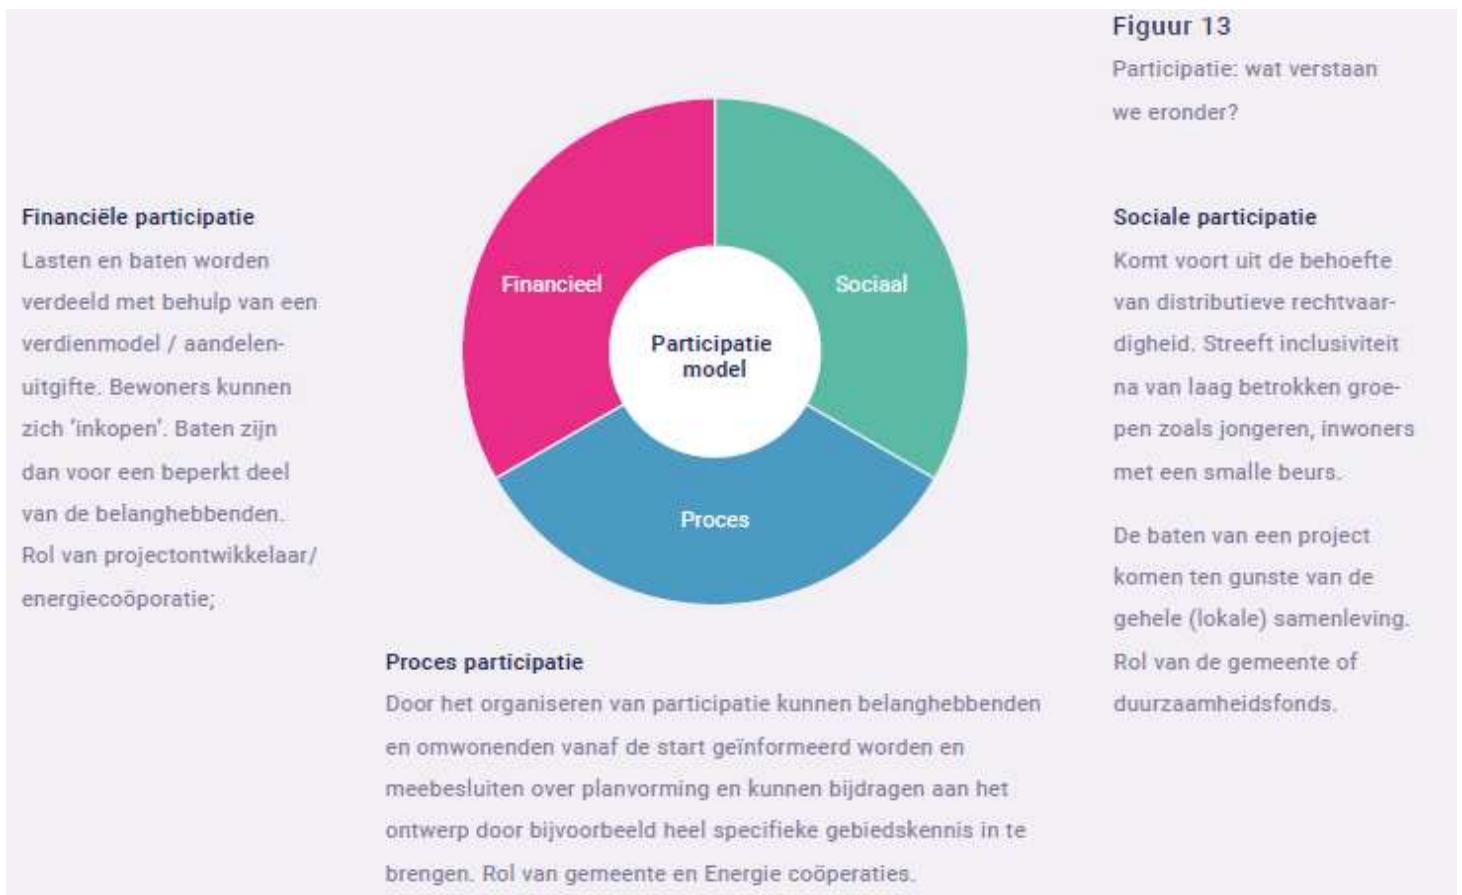 Figuur 13
Participatie: wat verstaan
we eronder?
Financiële participatie
Lasten en baten worden
verdeeld met behulp van een
verdienmodel / aandelen-
uitgifte. Bewoners kunnen
zich 'inkopen'. Baten zijn
dan voor een beperkt deel
van de belanghebbenden.
Rol van projectontwikkelaar/
energiecoöporatie;
Financieel
Sociaal
Participatie
model
Proces
Sociale participatie
Komt voort uit de behoefte
van distributieve rechtvaar-
digheid. Streeft inclusiviteit
na van laag betrokken groe-
pen zoals jongeren, inwoners
met een smalle beurs.
De baten van een project
komen ten gunste van de
gehele (lokale) samenleving.
Rol van de gemeente of
duurzaamheidsfonds.
Proces participatie
Door het organiseren van participatie kunnen belanghebbenden
en omwonenden vanaf de start geïnformeerd worden en
meebesluiten over planvorming en kunnen bijdragen aan het
ontwerp door bijvoorbeeld heel specifieke gebiedskennis in te
brengen. Rol van gemeente en Energie coöperaties.